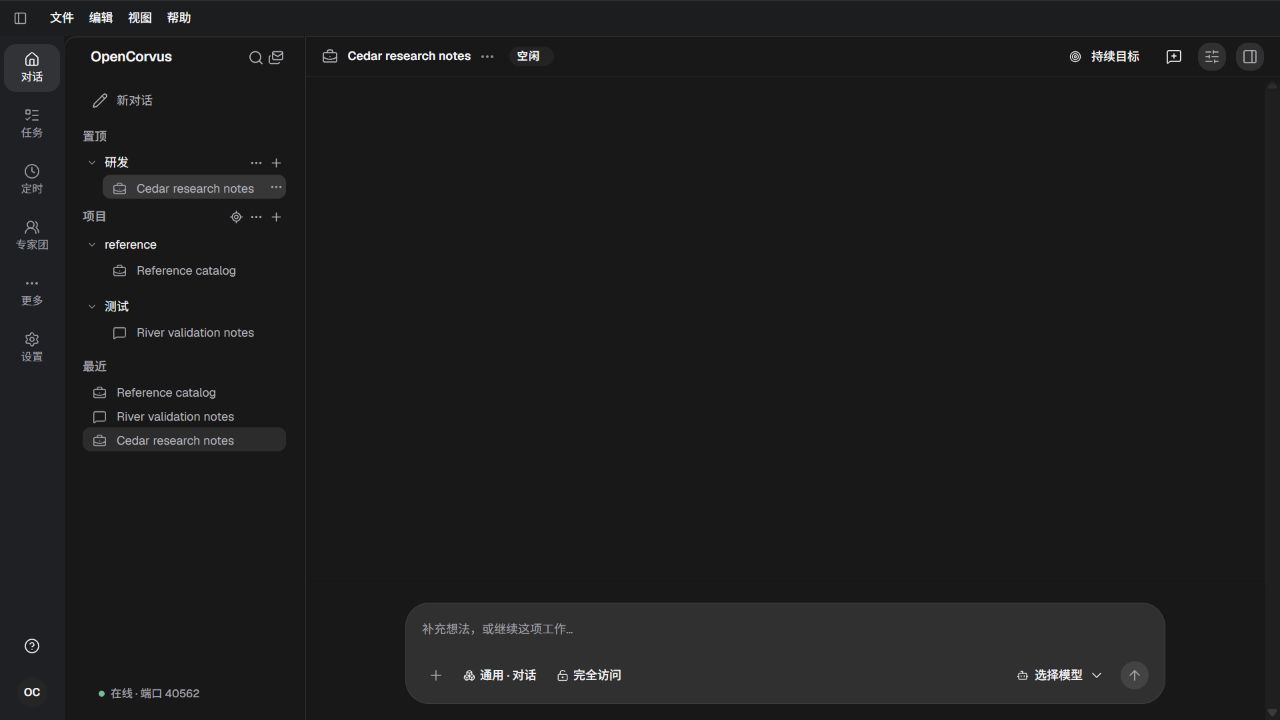 文件 编辑 视图 帮助
对话
任务
定时
专家团
更多
设置
OC
OpenCorvus
新对话
置顶
研发
Cedar research notes
项目
reference
Reference catalog
测试
River validation notes
最近
Reference catalog
River validation notes
Cedar research notes
在线 · 端口 40562
Cedar research notes 空闲 持续目标
补充想法，或继续这项工作…
通用 · 对话 完全访问 选择模型